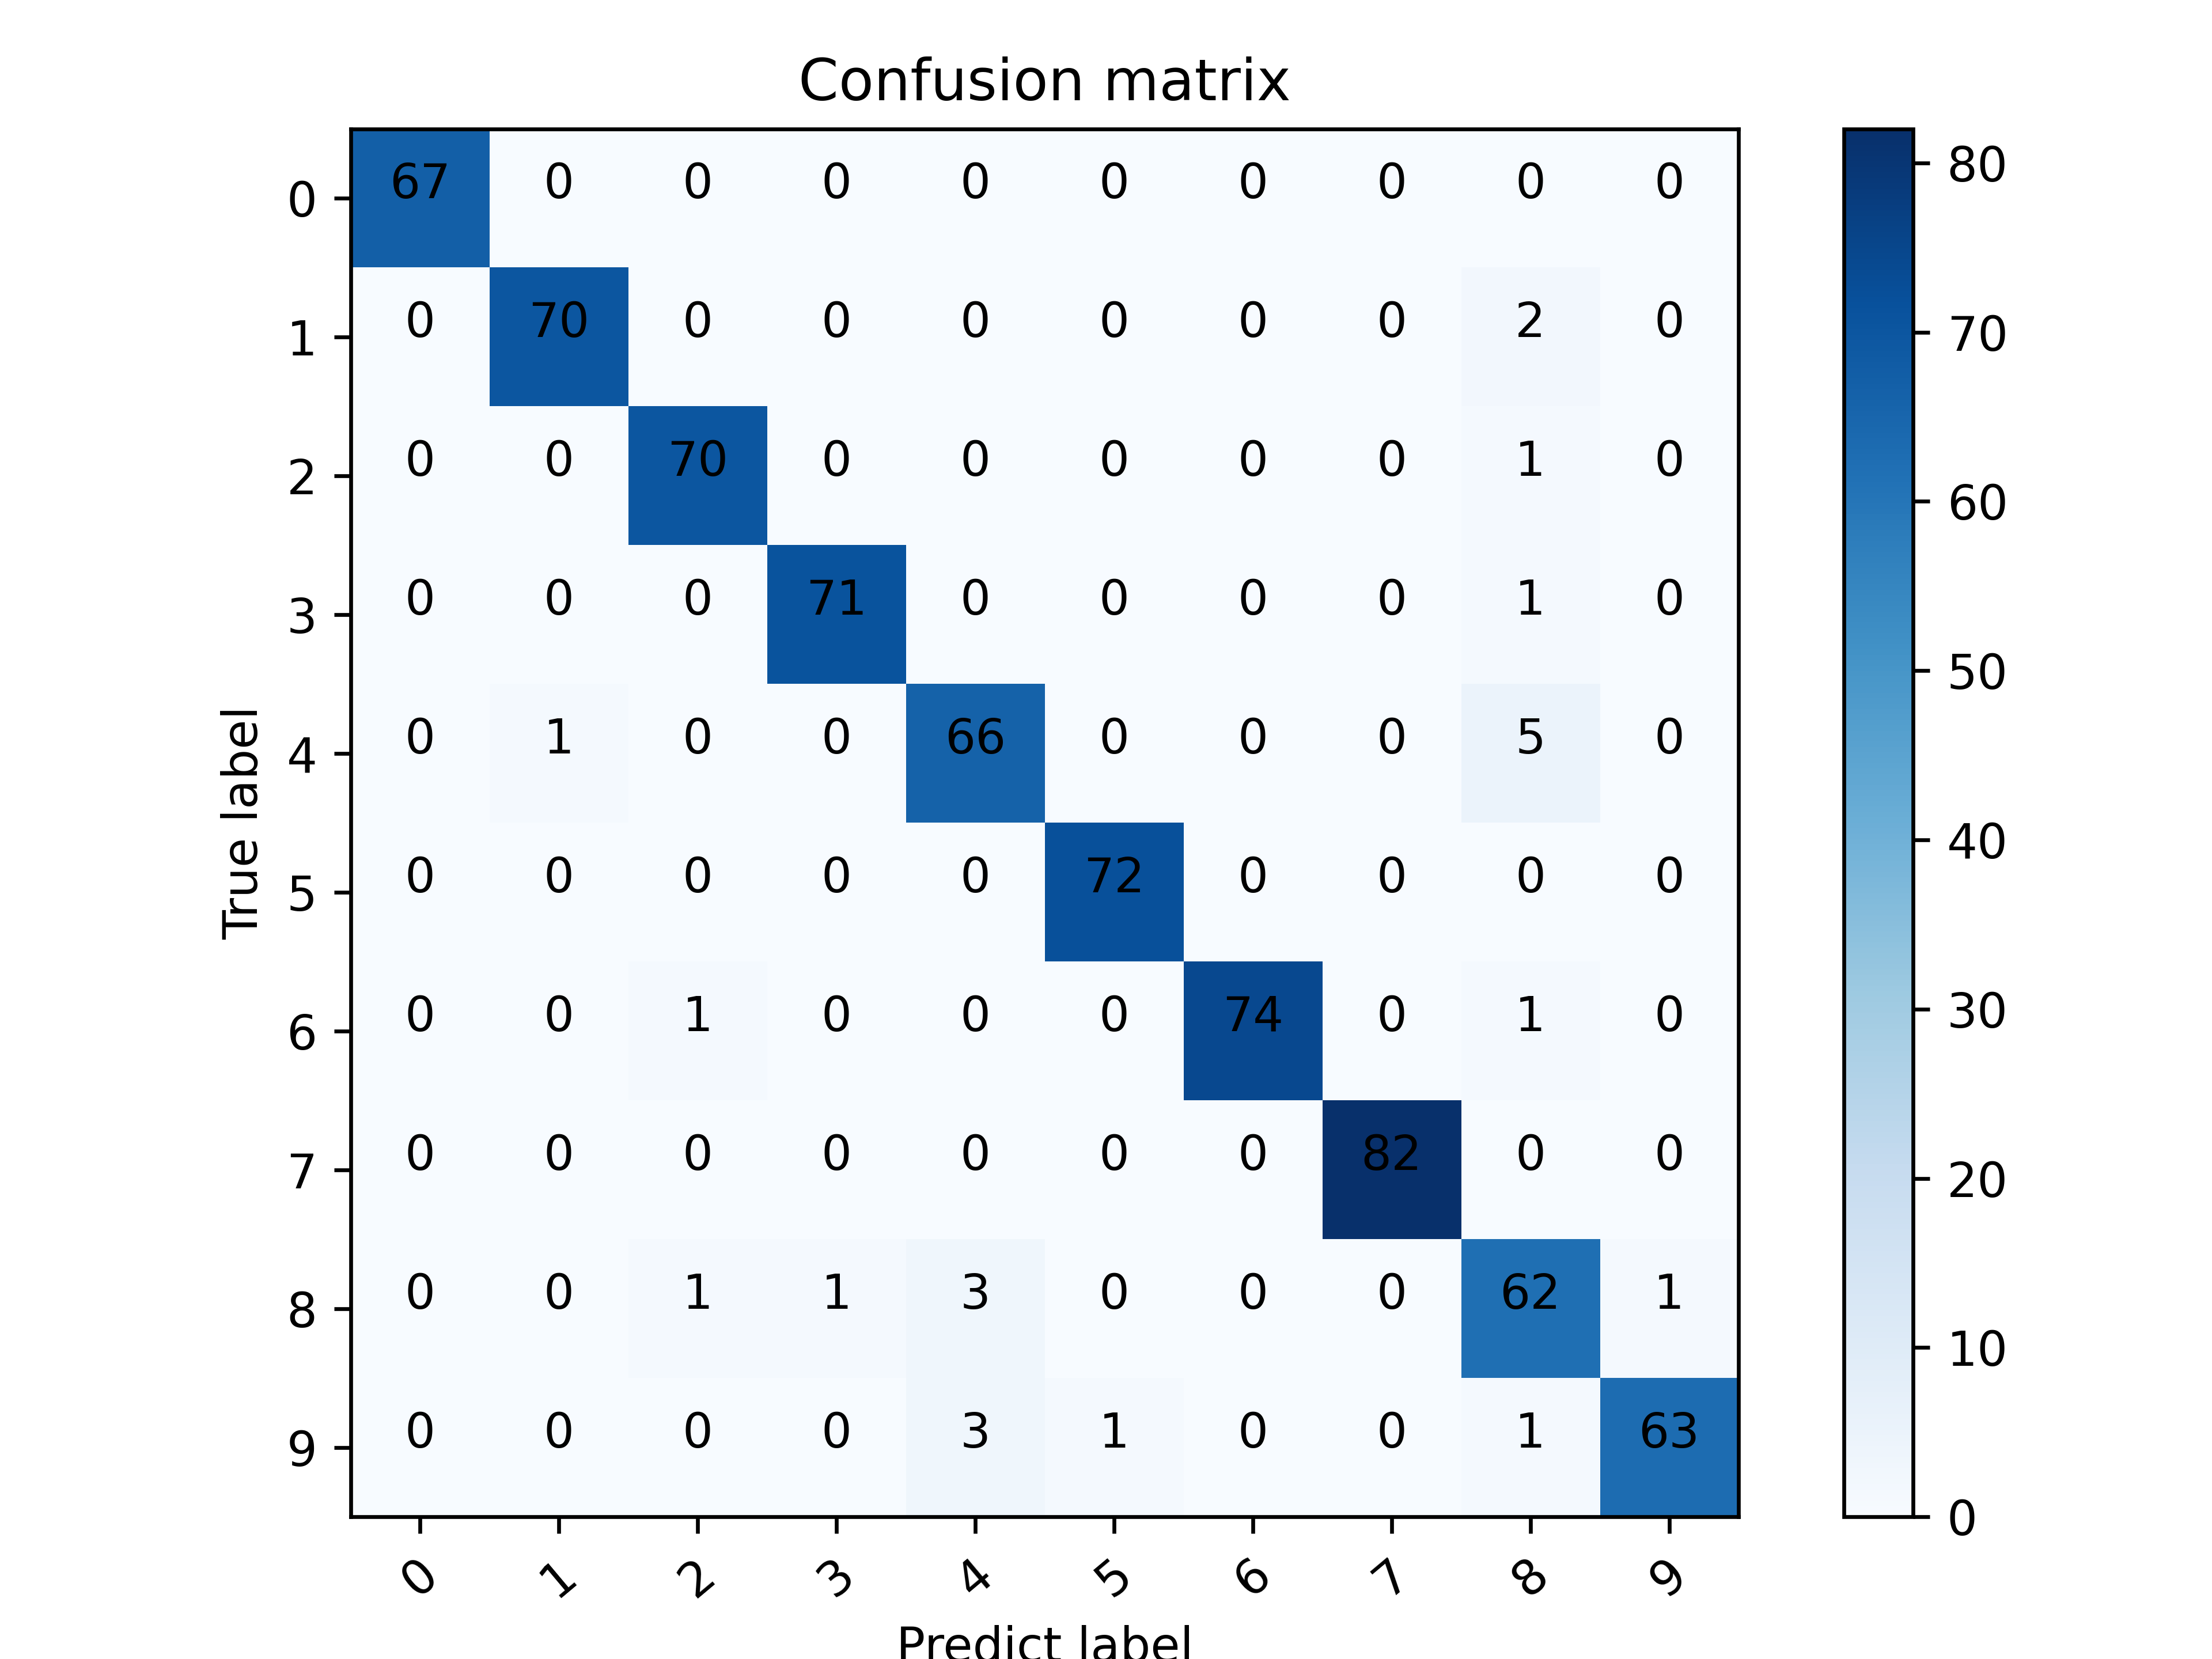 Confusion matrix
0 67 0 0 0 0 0 0 0 0 0
1 0 70 0 0 0 0 0 0 2 0
2 0 0 70 0 0 0 0 0 1 0
3 0 0 0 71 0 0 0 0 1 0
4 0 1 0 0 66 0 0 0 5 0
5 0 0 0 0 0 72 0 0 0 0
6 0 0 1 0 0 0 74 0 1 0
7 0 0 0 0 0 0 0 82 0 0
8 0 0 1 1 3 0 0 0 62 1
9 0 0 0 0 3 1 0 0 1 63
0 1 2 3 4 5 6 7 8 9
True label
Predict label
80
70
60
50
40
30
20
10
0